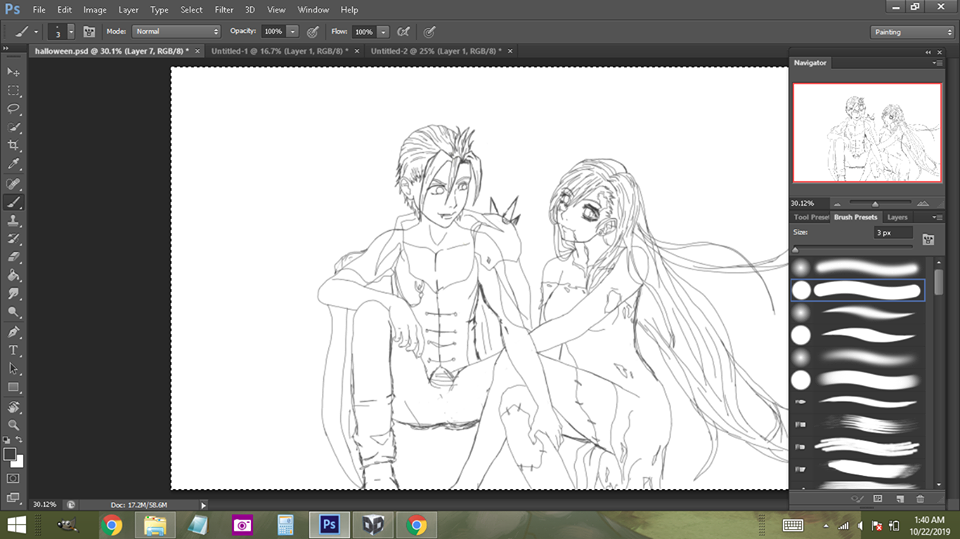 Ps File Edit Image Layer Type Select Filter 3D View Window Help
3 Mode: Normal Opacity: 100% Flow: 100% Painting
halloween.psd @ 30.1% (Layer 7, RGB/8) * × Untitled-1 @ 16.7% (Layer 1, RGB/8) * × Untitled-2 @ 25% (Layer 1, RGB/8) * ×
Navigator
30.12%
Tool Preset Brush Presets Layers
Size: 3 px
T
30.12% Doc: 17.2M/58.6M
Ps
1:40 AM
10/22/2019